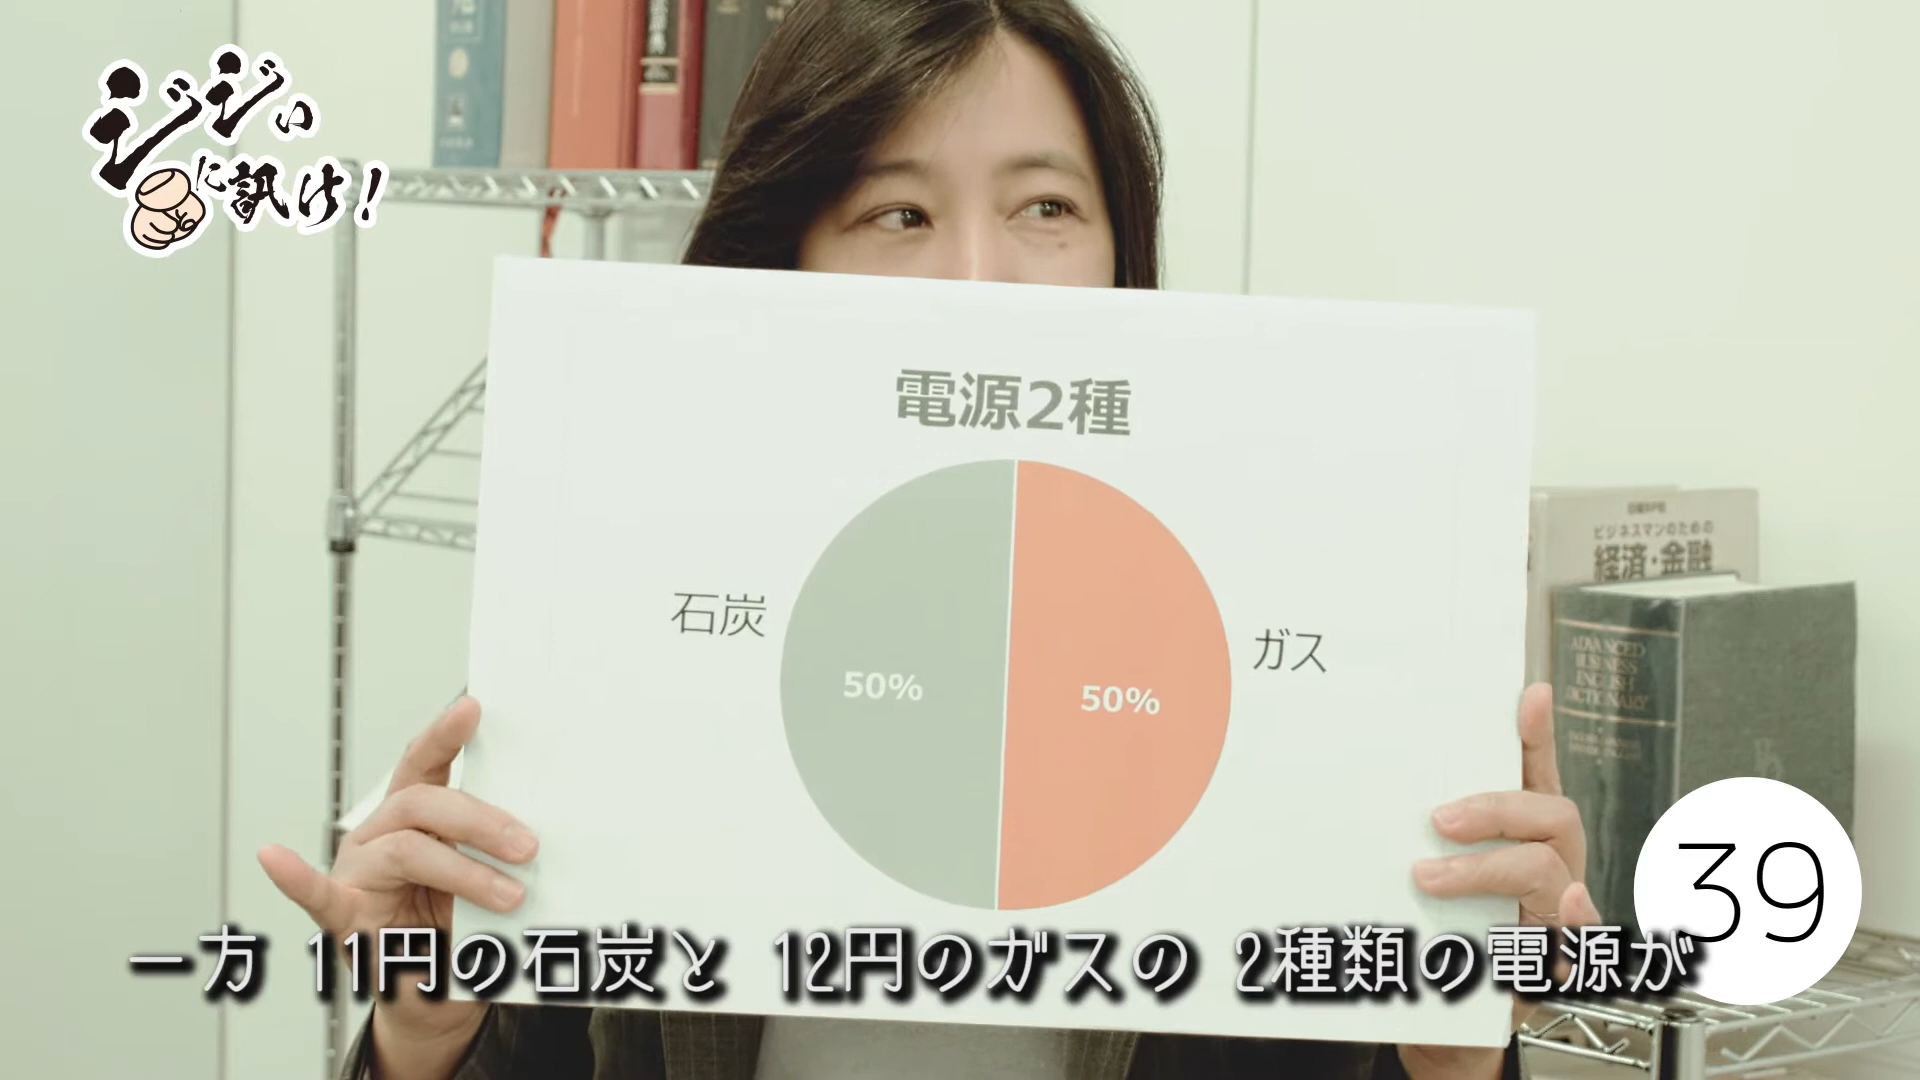 ジジぃ
に訊け！
電源2種
石炭
ガス
50%
50%
ビジネスマンのための
経済・金融
ADVANCED
BUSINESS
ENGLISH
DICTIONARY
39
一方 11円の石炭と 12円のガスの 2種類の電源が